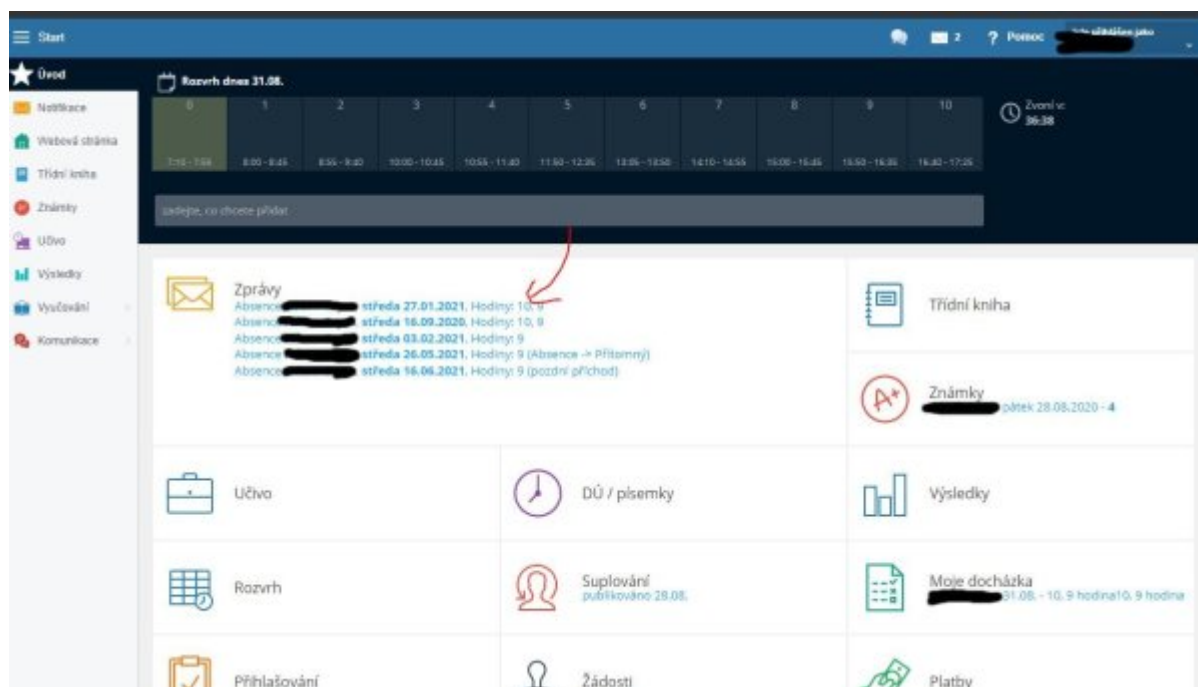 Start
2
? Pomoc
jako
Úvod
Notifikace
Webová stránka
Třídní kniha
Známky
Učivo
Výsledky
Vyučování
Komunikace
Rozvrh dnes 31.08.
0 1 2 3 4 5 6 7 8 9 10
7:10 - 7:55 8:00 - 8:45 8:55 - 9:40 10:00 - 10:45 10:55 - 11:40 11:50 - 12:35 13:05 - 13:50 14:10 - 14:55 15:00 - 15:45 15:50 - 16:35 16:40 - 17:25
Zvoní v:
36:38
zadejte, co chcete přidat
Zprávy
Absence středa 27.01.2021, Hodiny: 10, 9
Absence středa 16.09.2020, Hodiny: 10, 9
Absence středa 03.02.2021, Hodiny: 9
Absence středa 26.05.2021, Hodiny: 9 (Absence -> Přítomný)
Absence středa 16.06.2021, Hodiny: 9 (pozdní příchod)
Třídní kniha
A+
Známky
pátek 28.08.2020 - 4
Učivo
DÚ / písemky
Výsledky
Rozvrh
Suplování
publikováno 28.08.
Moje docházka
31.08. - 10. 9 hodina10. 9 hodina
Přihlašování
Žádosti
Platby